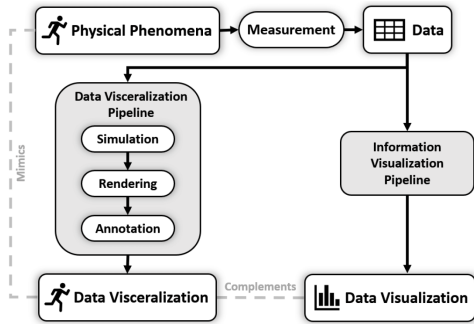 Physical Phenomena
Measurement
Data
Data Visceralization
Pipeline
Simulation
Rendering
Annotation
Information
Visualization
Pipeline
Mimics
Data Visceralization
Complements
Data Visualization